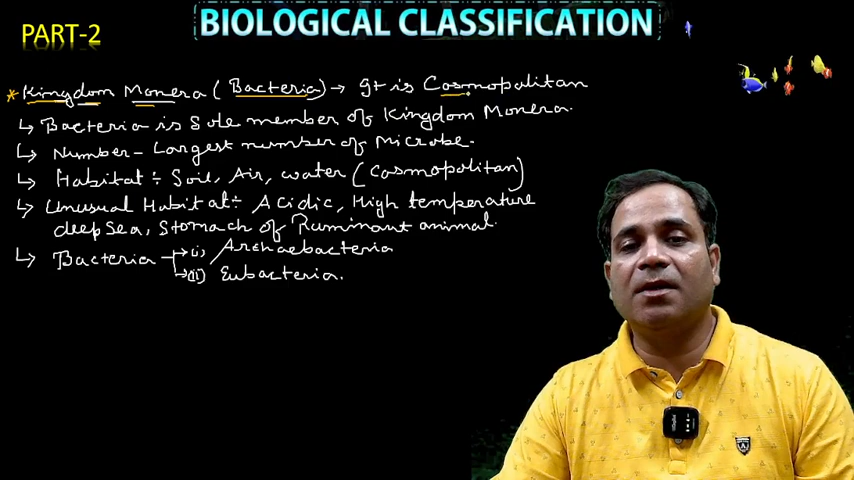 BIOLOGICAL CLASSIFICATION
PART-2
* Kingdom Monera ( Bacteria ) → It is Cosmopolitan
↳ Bacteria is Sole member of Kingdom Monera.
↳ Number - Largest number of Microbe.
↳ Habitat ÷ Soil, Air, water (Cosmopolitan)
↳ Unusual Habitat ÷ Acidic, High temperature
deep Sea, Stomach of Ruminant animal.
↳ Bacteria → (i) Archaebacteria
→ (ii) Eubacteria.